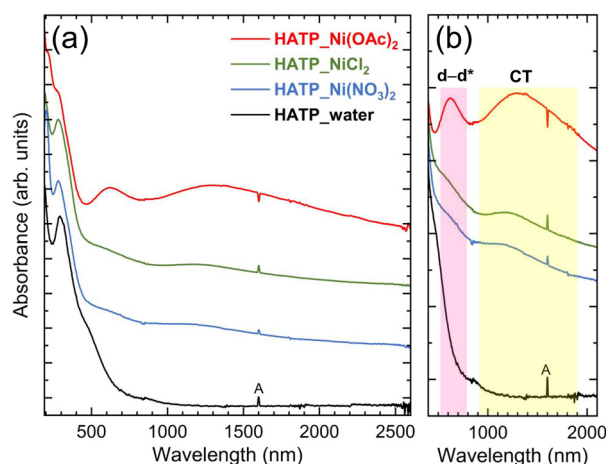 (a)
HATP_Ni(OAc)₂
HATP_NiCl₂
HATP_Ni(NO₃)₂
HATP_water
A
Absorbance (arb. units)
500 1000 1500 2000 2500
Wavelength (nm)
(b)
d–d*
CT
A
1000 2000
Wavelength (nm)